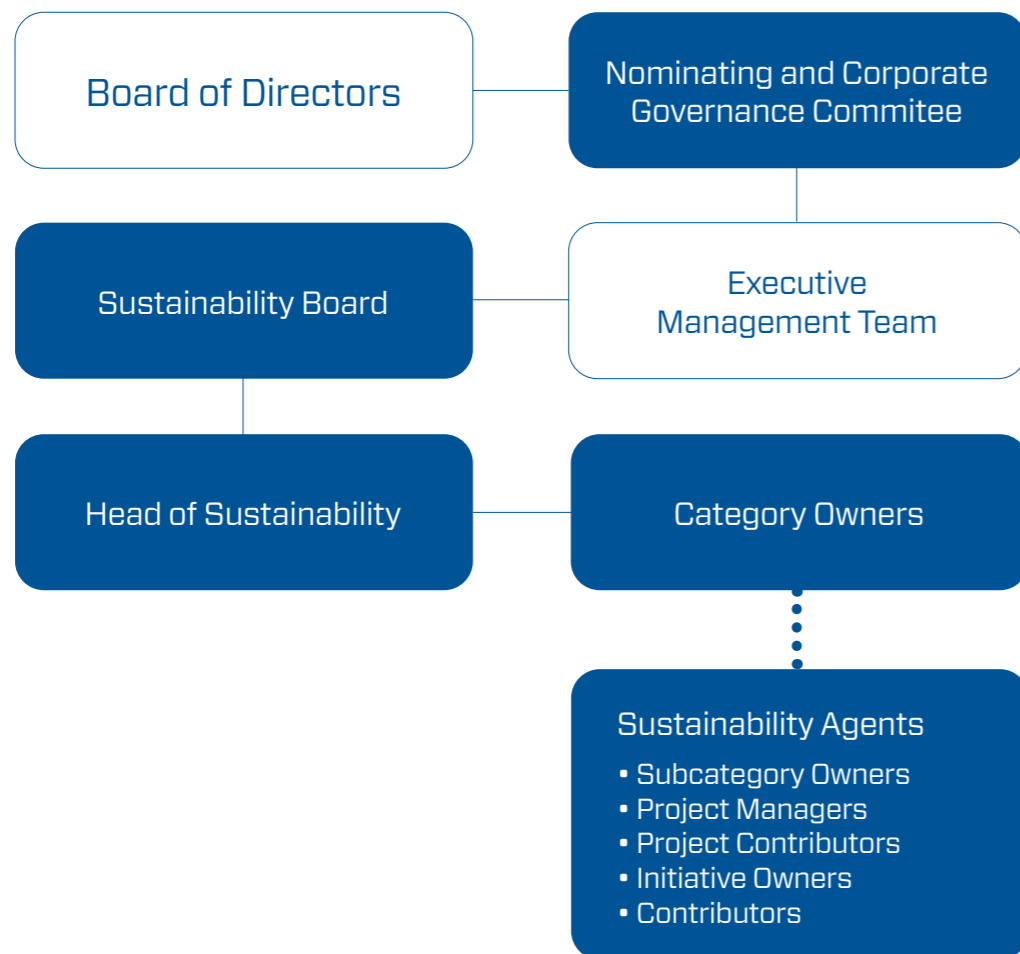 Board of Directors
Nominating and Corporate
Governance Commitee
Sustainability Board
Executive
Management Team
Head of Sustainability
Category Owners
Sustainability Agents
• Subcategory Owners
• Project Managers
• Project Contributors
• Initiative Owners
• Contributors